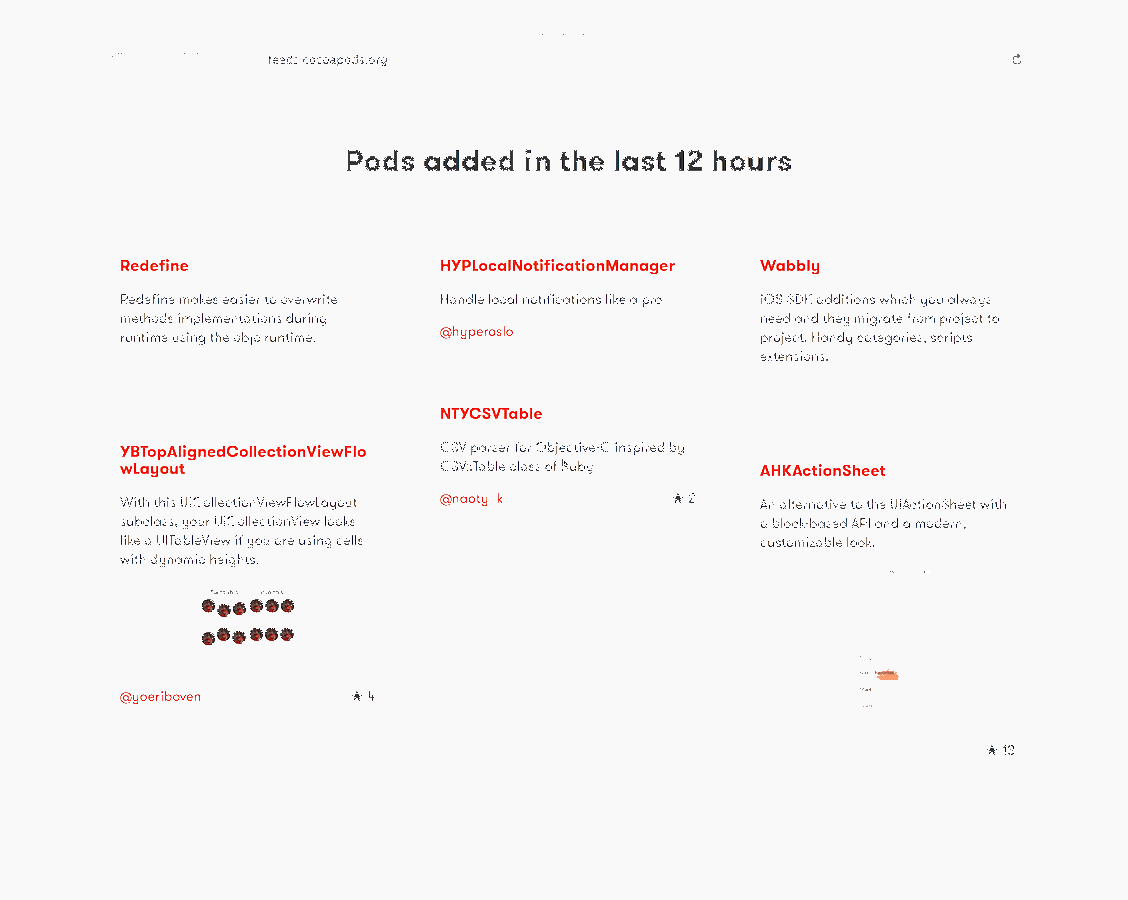 feeds.cocoapods.org
Pods added in the last 12 hours
Redefine
Redefine makes easier to overwrite
methods implementations during
runtime using the objc runtime.
YBTopAlignedCollectionViewFlo
wLayout
With this UICollectionViewFlowLayout
subclass, your UICollectionView looks
like a UITableView if you are using cells
with dynamic heights.
@yoeriboven
★ 4
HYPLocalNotificationManager
Handle local notifications like a pro
@hyperoslo
NTYCSVTable
CSV parser for Objective-C inspired by
CSV::Table class of Ruby
@naoty_k
★ 2
Wabbly
iOS SDK additions which you always
need and they migrate from project to
project. Handy categories, scripts
extensions.
AHKActionSheet
An alternative to the UIActionSheet with
a block-based API and a modern,
customizable look.